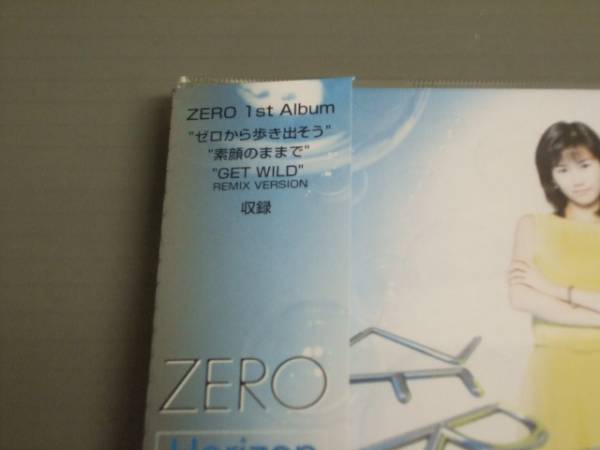 ZERO 1st Album
"ゼロから歩き出そう"
"素顔のままで"
"GET WILD"
REMIX VERSION
収録
ZERO
Horizon